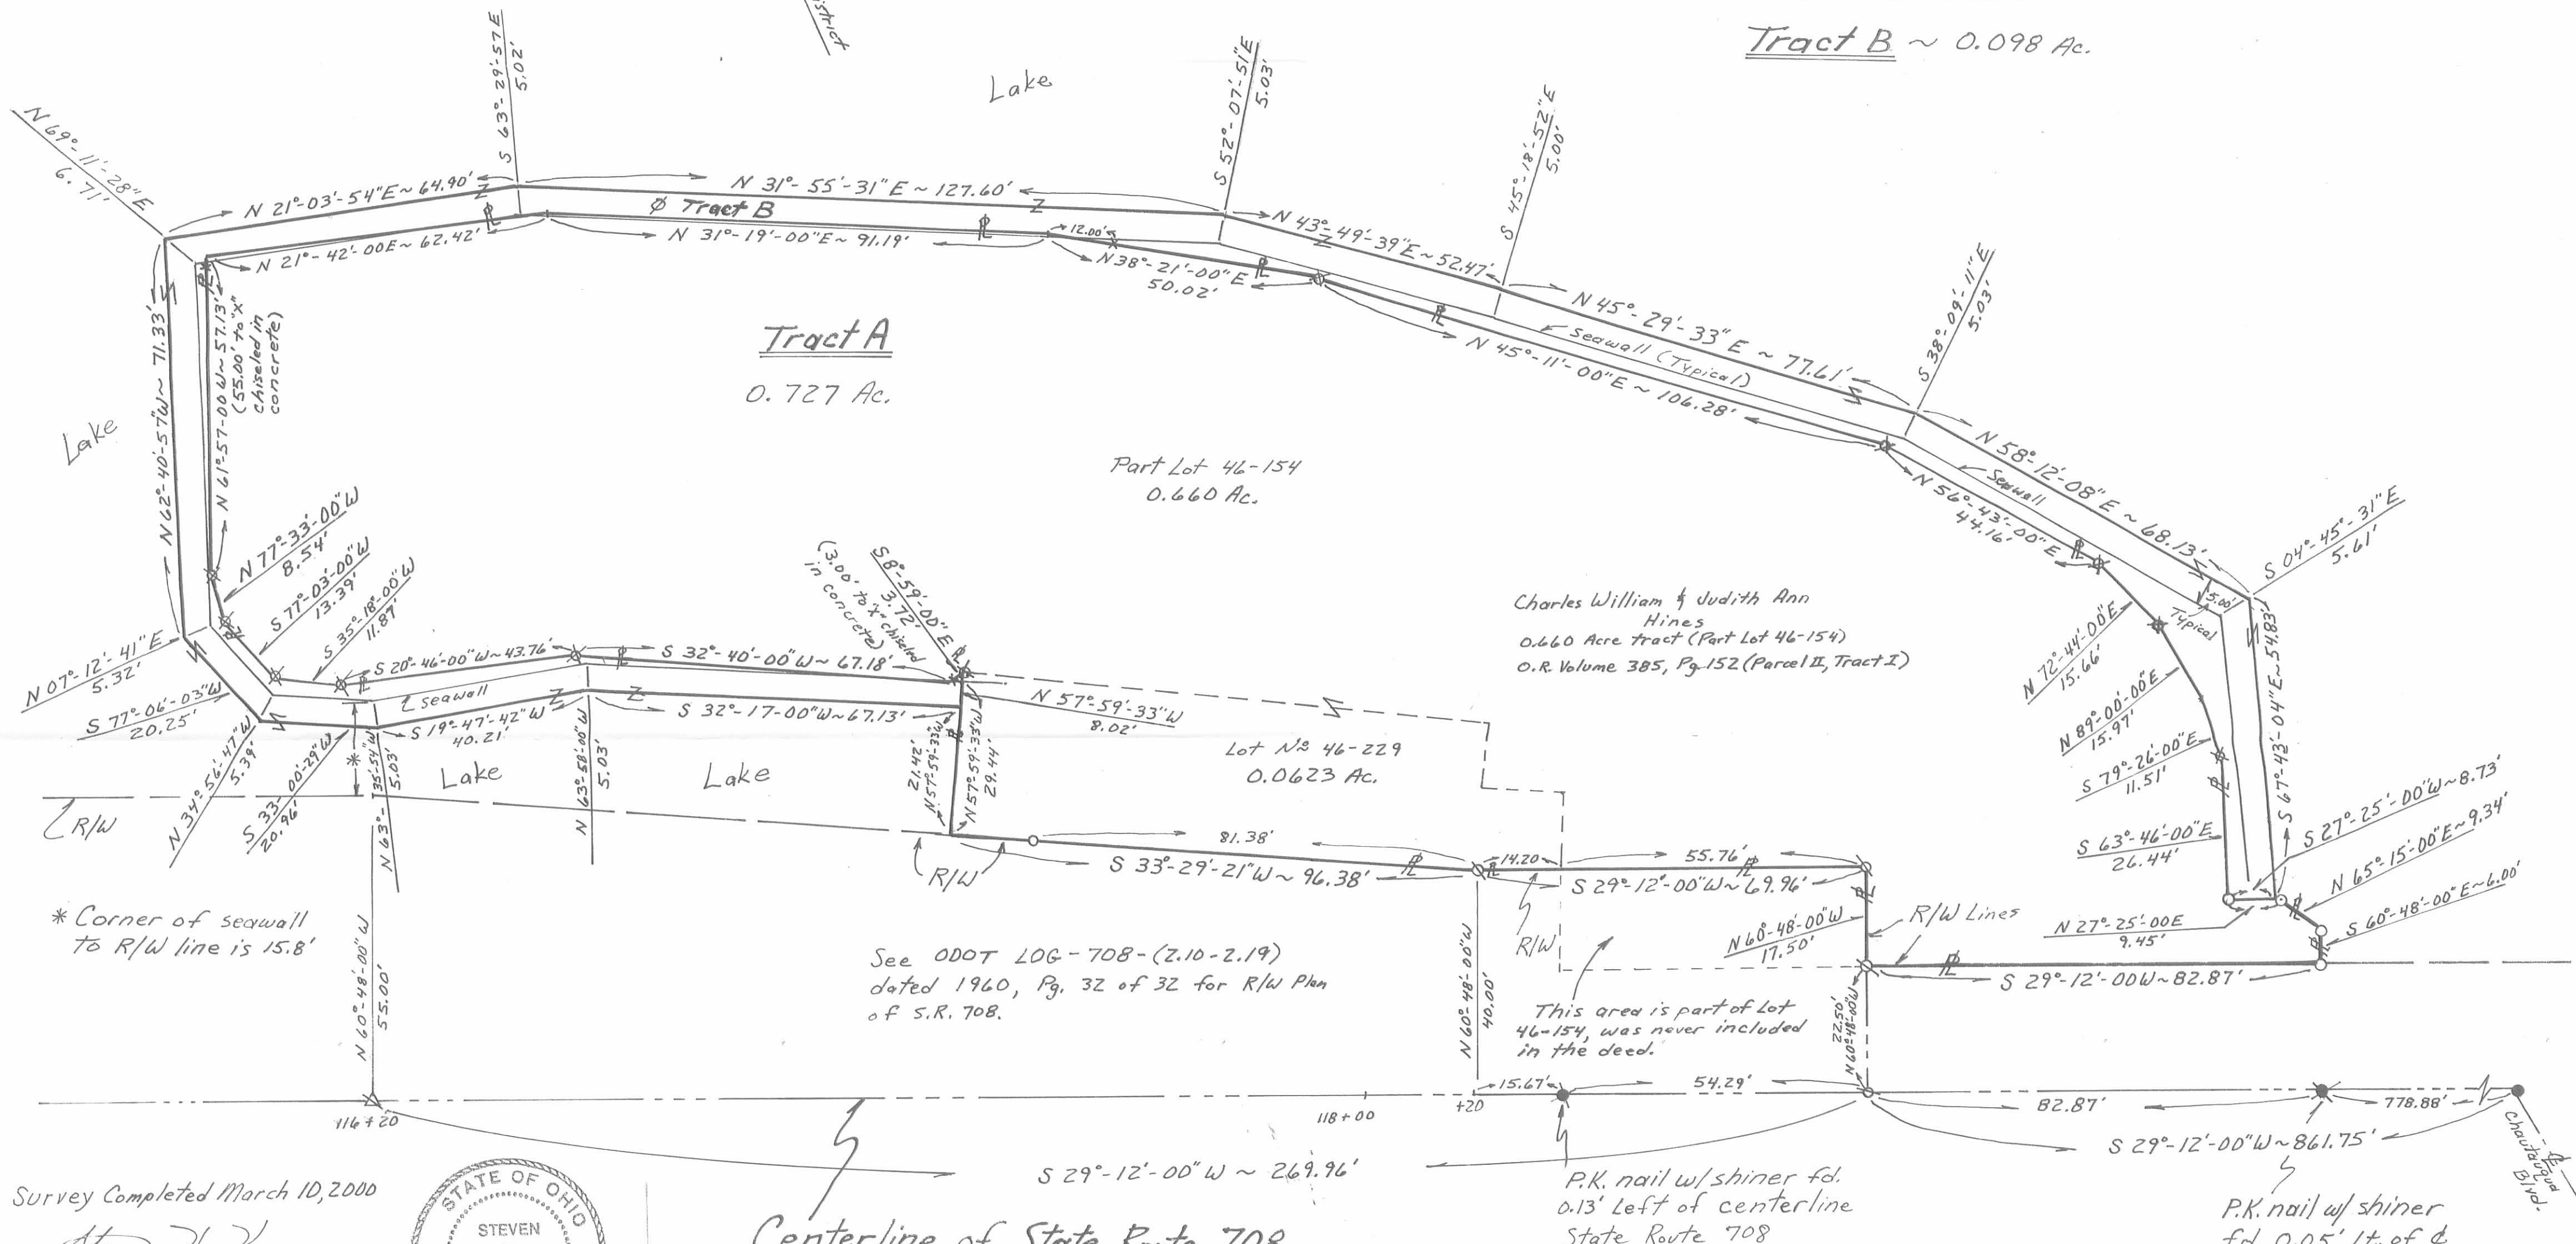 Tract B ~ 0.098 Ac.
Lake
S 63°-29'-57"E
5.02'
S 52°-07'-51"E
5.03'
S 45°-18'-52"E
5.00'
S 38°-09'-11"E
5.03'
N 69°-11'-28"E
6.71'
N 21°-03'-54"E ~ 64.90'
N 31°-55'-31"E ~ 127.60'
Tract B
N 43°-49'-39"E ~ 52.47'
N 21°-42'-00E ~ 62.42'
N 31°-19'-00"E ~ 91.19'
12.00'
N 38°-21'-00"E
50.02'
N 45°-29'-33"E ~ 77.61'
Seawall (Typical)
N 45°-11'-00"E ~ 106.28'
N 58°-12'-08"E ~ 68.13'
Seawall
N 56°-43'-00"E
44.16'
S 04°-45'-31"E
5.61'
5.00'
Typical
Tract A
0.727 Ac.
Lake
N 62°-40'-57"W ~ 71.33'
N 61°-57'-00 W ~ 57.13'
(55.00' to "X"
chiseled in
concrete)
Part Lot 46-154
0.660 Ac.
Charles William & Judith Ann
Hines
0.660 Acre tract (Part Lot 46-154)
O.R. Volume 385, Pg. 152 (Parcel II, Tract I)
N 77°-33'-00"W
8.54'
S 77°-03'-00"W
13.39'
S 35°-18'-00"W
11.87'
S 20°-46'-00"W ~ 43.76'
S 32°-40'-00"W ~ 67.18'
S 58°-59'-00"E
3.72'
(3.00' to "X" chiseled
in concrete)
Seawall
N 07°-12'-41"E
5.32'
S 77°-06'-03"W
20.25'
N 34°-56'-47"W
5.39'
S 33°-00'-29"W
20.96'
S 19°-47'-42"W
40.21'
S 32°-17'-00"W ~ 67.13'
N 63°-35'-54"W
5.03'
N 63°-58'-00"W
5.03'
Lake
Lake
*
21.42'
N 57°-59'-33"W
N 57°-59'-33"W
29.44'
N 57°-59'-33"W
8.02'
Lot No 46-229
0.0623 Ac.
N 72°-44'-00E
15.66'
N 89°-00'-00"E
15.97'
S 79°-26'-00"E
11.51'
S 63°-46'-00"E
26.44'
S 67°-43'-04"E ~ 54.83'
S 27°-25'-00"W ~ 8.73'
N 65°-15'-00"E ~ 9.34'
S 60°-48'-00"E ~ 6.00'
N 27°-25'-00E
9.45'
R/W
R/W
81.38'
S 33°-29'-21"W ~ 96.38'
14.20
55.76'
S 29°-12'-00"W ~ 69.96'
R/W
N 60°-48'-00"W
17.50'
R/W Lines
S 29°-12'-00W ~ 82.87'
* Corner of seawall
to R/W line is 15.8'
N 60°-48'-00"W
55.00'
See ODOT LOG-708-(2.10-2.19)
dated 1960, Pg. 32 of 32 for R/W Plan
of S.R. 708.
N 60°-48'-00"W
40.00'
This area is part of Lot
46-154, was never included
in the deed.
22.50'
N 60°-48'-00"W
116+20
118+00
+20
15.67'
54.29'
82.87'
778.88'
S 29°-12'-00"W ~ 269.96'
S 29°-12'-00"W ~ 861.75'
℄
Chautauqua
Blvd.
Survey Completed March 10, 2000
STATE OF OHIO
STEVEN
Centerline of State Route 708
P.K. nail w/ shiner fd.
0.13' Left of centerline
State Route 708
P.K. nail w/ shiner
fd. 0.05' lt. of ℄